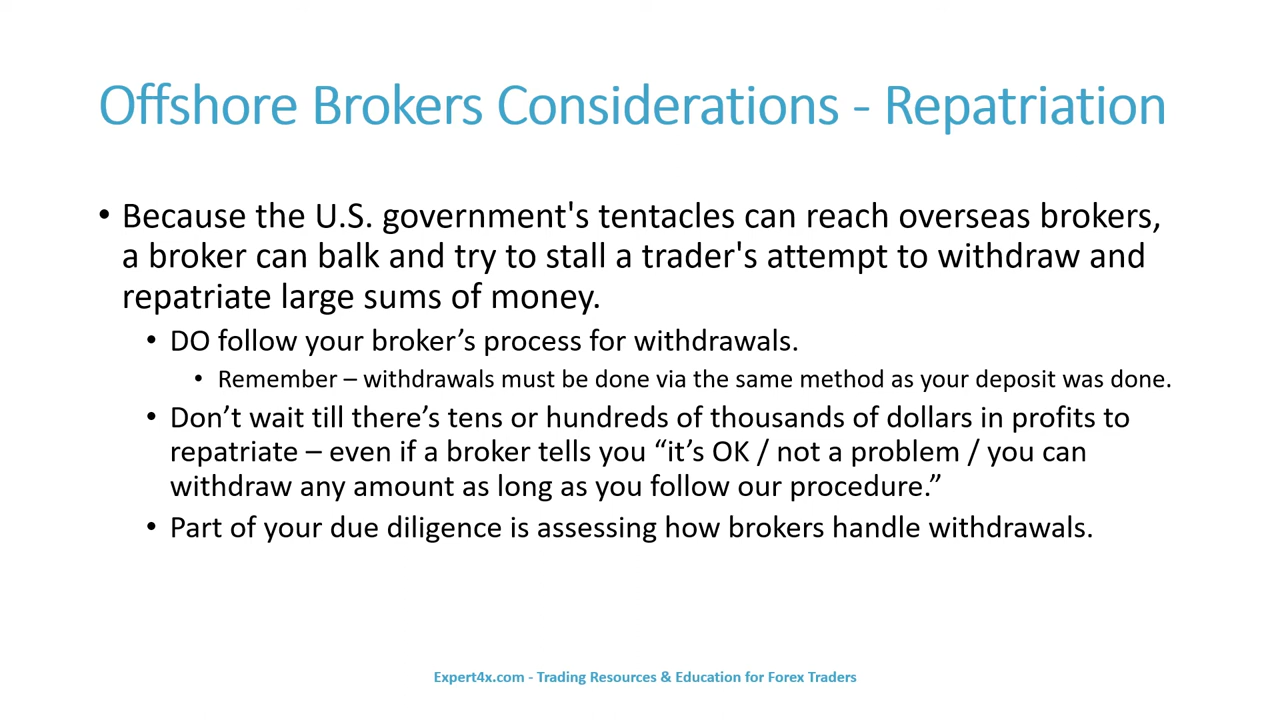 Offshore Brokers Considerations - Repatriation
• Because the U.S. government's tentacles can reach overseas brokers,
a broker can balk and try to stall a trader's attempt to withdraw and
repatriate large sums of money.
• DO follow your broker’s process for withdrawals.
• Remember – withdrawals must be done via the same method as your deposit was done.
• Don’t wait till there’s tens or hundreds of thousands of dollars in profits to
repatriate – even if a broker tells you “it’s OK / not a problem / you can
withdraw any amount as long as you follow our procedure.”
• Part of your due diligence is assessing how brokers handle withdrawals.
Expert4x.com - Trading Resources & Education for Forex Traders